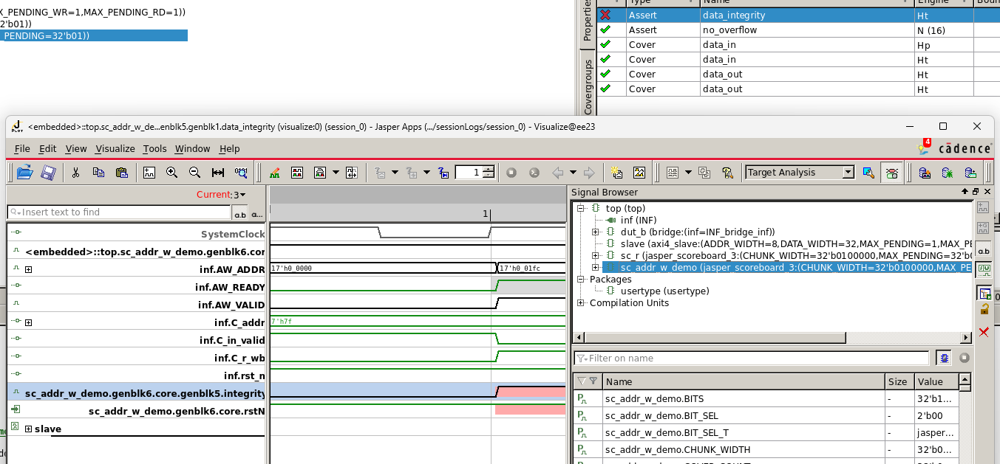 X_PENDING_WR=1,MAX_PENDING_RD=1))
2'b01))
_PENDING=32'b01))
Properties
Covergroups
Type Name Engine Bou
Assert data_integrity Ht
Assert no_overflow N (16)
Cover data_in Hp
Cover data_in Ht
Cover data_out Ht
Cover data_out Ht
<embedded>::top.sc_addr_w_de...enblk5.genblk1.data_integrity (visualize:0) (session_0) - Jasper Apps (.../sessionLogs/session_0) - Visualize@ee23
File Edit View Visualize Tools Window Help
4
cādence
1
Target Analysis
Current:3
Insert text to find
a.b a...
1
SystemClock
<embedded>::top.sc_addr_w_demo.genblk6.cor
inf.AW_ADDR 17'h0_0000 17'h0_01fc
inf.AW_READY
inf.AW_VALID
inf.C_addr 7'h7f
inf.C_in_valid
inf.C_r_wb
inf.rst_n
sc_addr_w_demo.genblk6.core.genblk5.integrity
sc_addr_w_demo.genblk6.core.rstN
slave
Signal Browser
top (top)
inf (INF)
dut_b (bridge:(inf=INF_bridge_inf))
slave (axi4_slave:(ADDR_WIDTH=8,DATA_WIDTH=32,MAX_PENDING=1,MAX_PE
sc_r (jasper_scoreboard_3:(CHUNK_WIDTH=32'b0100000,MAX_PENDING=32'b0
sc_addr_w_demo (jasper_scoreboard_3:(CHUNK_WIDTH=32'b0100000,MAX_PE
Packages
usertype (usertype)
Compilation Units
a.b
Filter on name
Name Size Value
sc_addr_w_demo.BITS - 32'b1...
sc_addr_w_demo.BIT_SEL - 2'b00
sc_addr_w_demo.BIT_SEL_T - jasper...
sc_addr_w_demo.CHUNK_WIDTH - 32'b0...